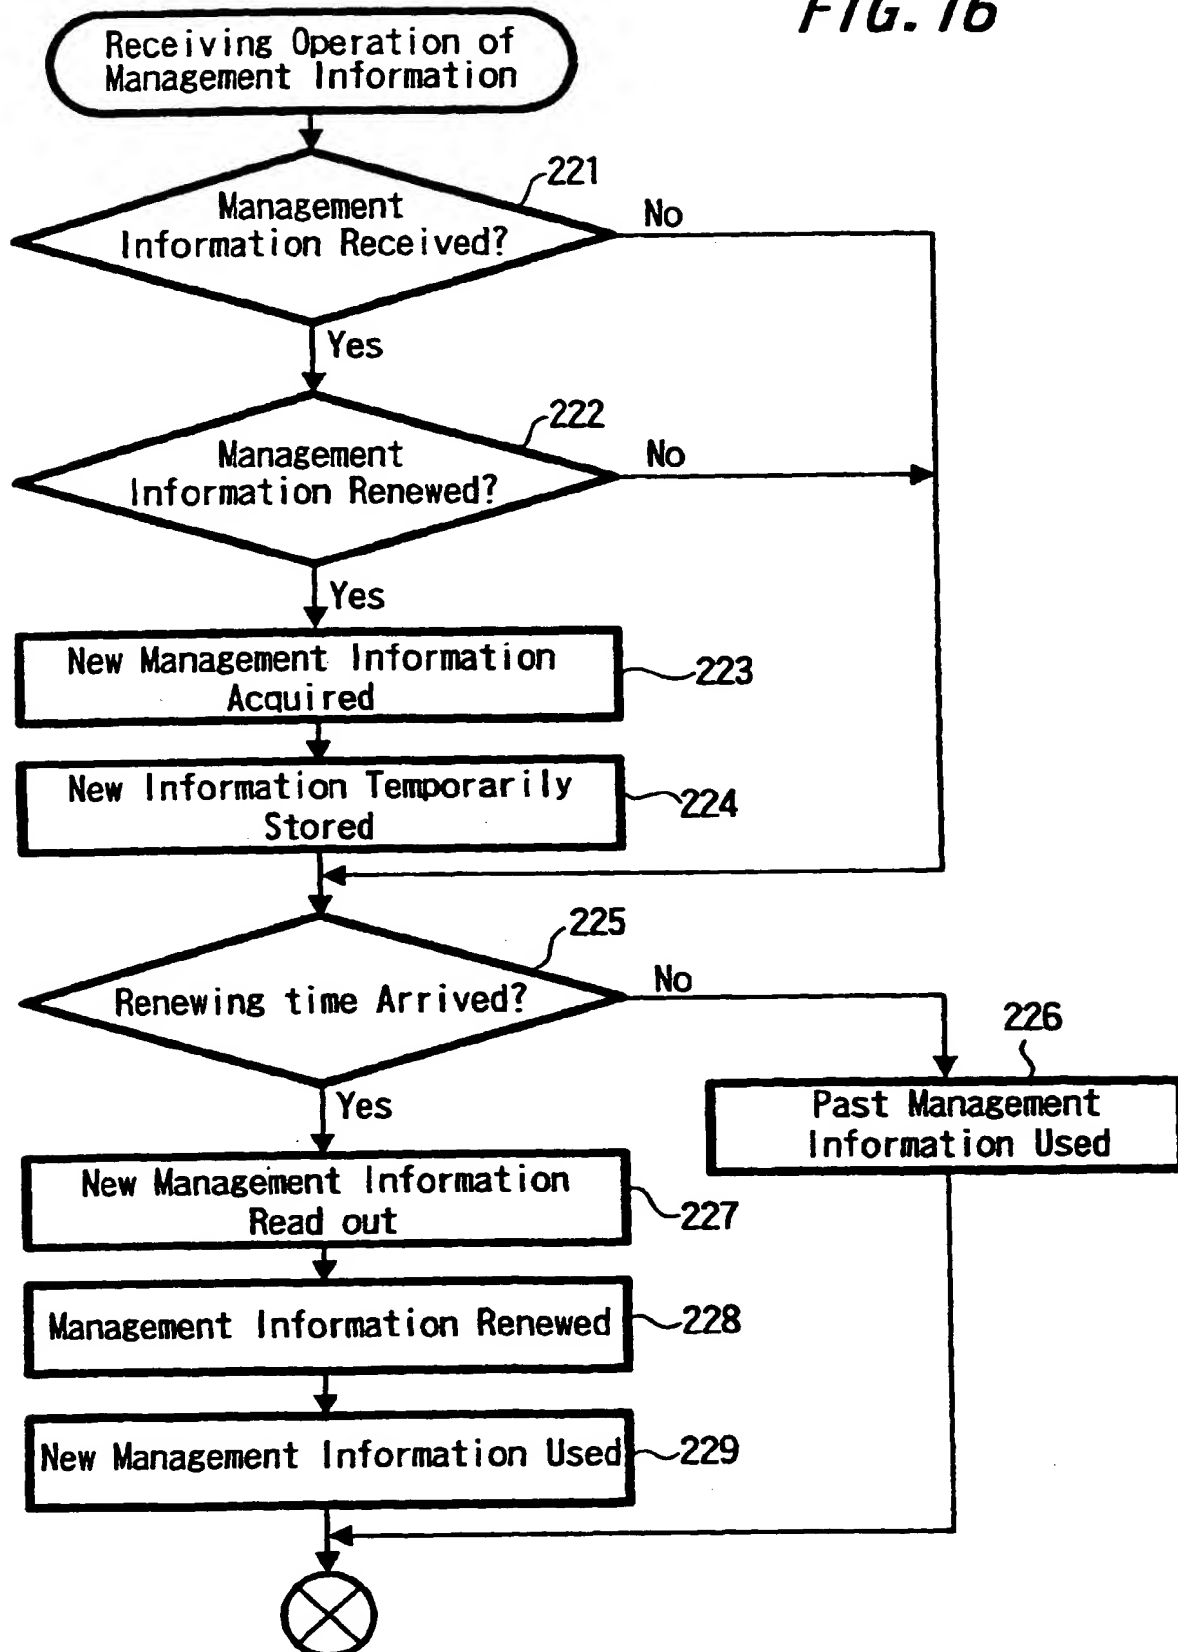 FIG. 16
Receiving Operation of
Management Information
221
Management
Information Received?
No
Yes
222
Management
Information Renewed?
No
Yes
New Management Information
Acquired
223
New Information Temporarily
Stored
224
225
Renewing time Arrived?
No
226
Past Management
Information Used
Yes
New Management Information
Read out
227
Management Information Renewed
228
New Management Information Used
229